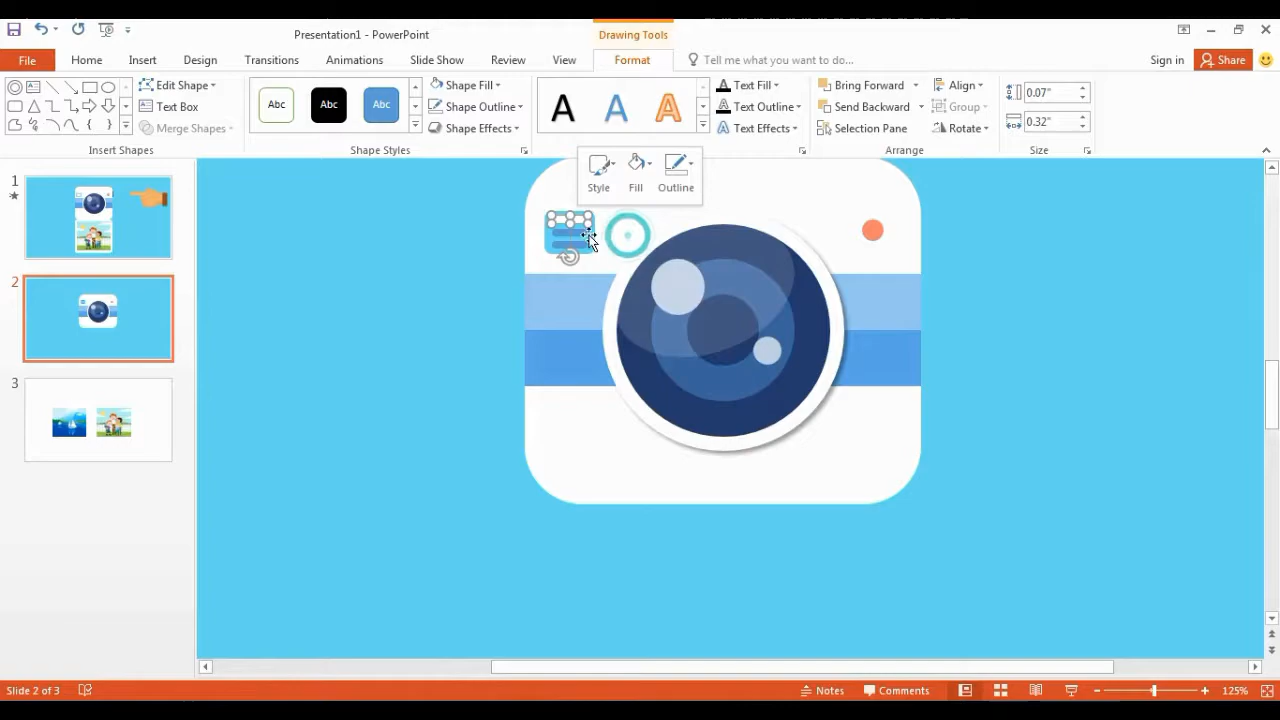 Presentation1 - PowerPoint
Drawing Tools
File
Home
Insert
Design
Transitions
Animations
Slide Show
Review
View
Format
Tell me what you want to do...
Sign in
Share
Edit Shape
Text Box
Merge Shapes
Insert Shapes
Abc
Abc
Abc
Shape Fill
Shape Outline
Shape Effects
Shape Styles
A
A
A
Text Fill
Text Outline
Text Effects
Bring Forward
Send Backward
Selection Pane
Align
Group
Rotate
Arrange
0.07"
0.32"
Size
Style
Fill
Outline
1
2
3
Slide 2 of 3
Notes
Comments
125%